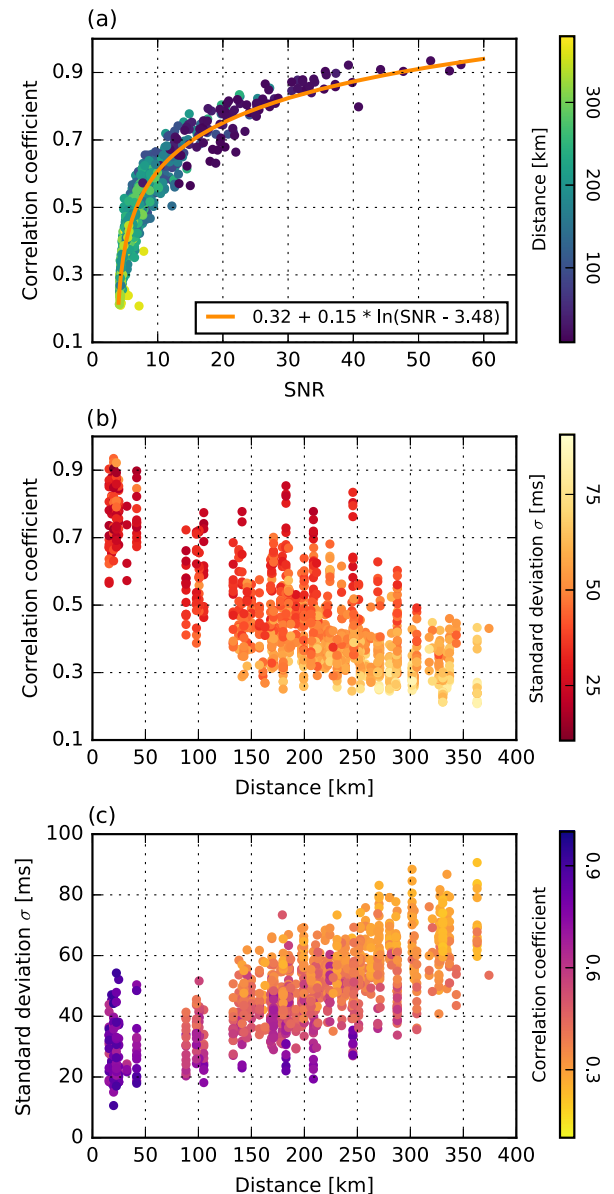 (a)
Correlation coefficient
0.9
0.7
0.5
0.3
0.1
0 10 20 30 40 50 60
SNR
0.32 + 0.15 * ln(SNR - 3.48)
300
200
100
Distance [km]
(b)
Correlation coefficient
0.9
0.7
0.5
0.3
0.1
0 50 100 150 200 250 300 350 400
Distance [km]
75
50
25
Standard deviation σ [ms]
(c)
Standard deviation σ [ms]
100
80
60
40
20
0
0 50 100 150 200 250 300 350 400
Distance [km]
0.9
0.6
0.3
Correlation coefficient